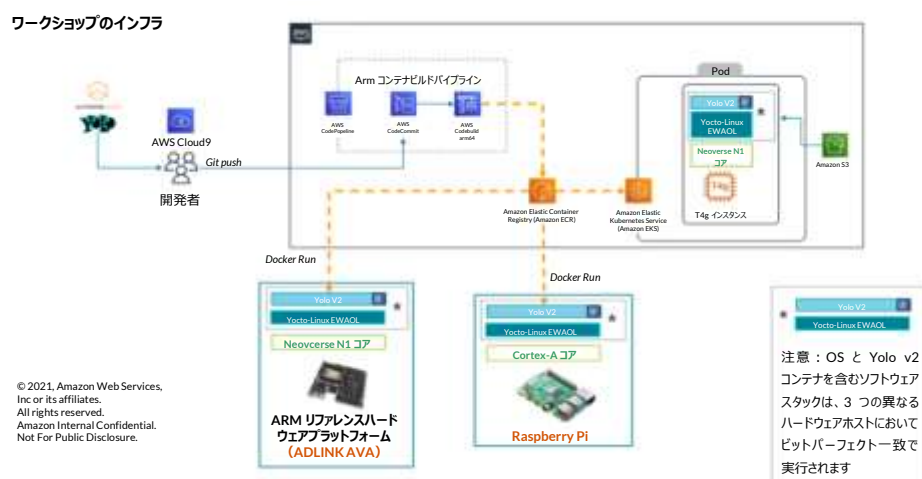 ワークショップのインフラ
Arm コンテナビルドパイプライン
AWS
CodePopeline
AWS
CodeCommit
AWS
Codebuild
arm64
AWS Cloud9
Git push
開発者
Pod
Yolo V2
*
Yocto-Linux
EWAOL
Neoverse N1
コア
T4g
T4g インスタンス
Amazon S3
Amazon Elastic Container
Registry (Amazon ECR)
Amazon Elastic
Kubernetes Service
(Amazon EKS)
Docker Run
Docker Run
Yolo V2
*
Yocto-Linux EWAOL
Neovcerse N1 コア
ARM リファレンスハード
ウェアプラットフォーム
（ADLINK AVA）
Yolo V2
*
Yocto-Linux EWAOL
Cortex-A コア
Raspberry Pi
*
Yolo V2
Yocto-Linux EWAOL
注意：OS と Yolo v2
コンテナを含むソフトウェア
スタックは、3 つの異なる
ハードウェアホストにおいて
ビットパーフェクト一致で
実行されます
© 2021, Amazon Web Services,
Inc or its affiliates.
All rights reserved.
Amazon Internal Confidential.
Not For Public Disclosure.